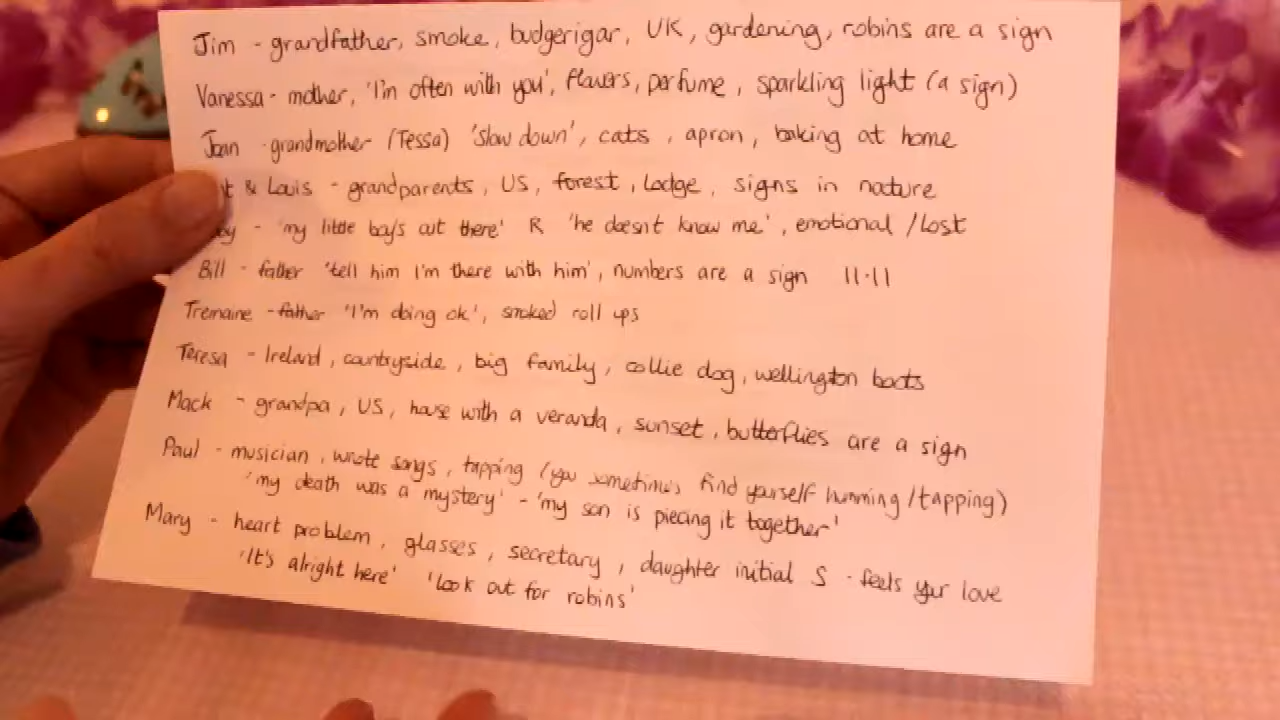 Jim - grandfather, smoke, budgerigar, UK, gardening, robins are a sign
Vanessa - mother, 'I'm often with you', flowers, perfume, sparkling light (a sign)
Joan - grandmother (Tessa) 'slow down', cats, apron, baking at home
& Louis - grandparents, US, forest, lodge, signs in nature
- 'my little boy's out there' R 'he doesn't know me', emotional / lost
Bill - father 'tell him I'm there with him', numbers are a sign 11.11
Tremaine - father 'I'm doing ok', smoked roll ups
Teresa - Ireland, countryside, big family, collie dog, wellington boots
Mack - grandpa, US, house with a veranda, sunset, butterflies are a sign
Paul - musician, wrote songs, tapping (you sometimes find yourself humming / tapping)
'my death was a mystery' - 'my son is piecing it together'
Mary - heart problem, glasses, secretary, daughter initial S - feels your love
'It's alright here' 'look out for robins'